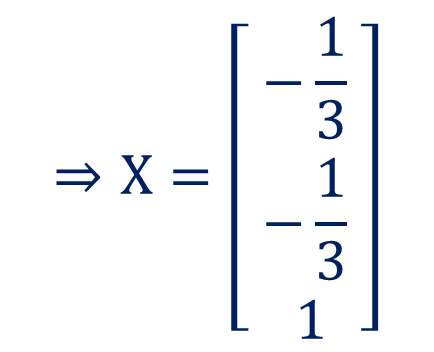 ⇒ X = [ -1/3
-1/3
1 ]